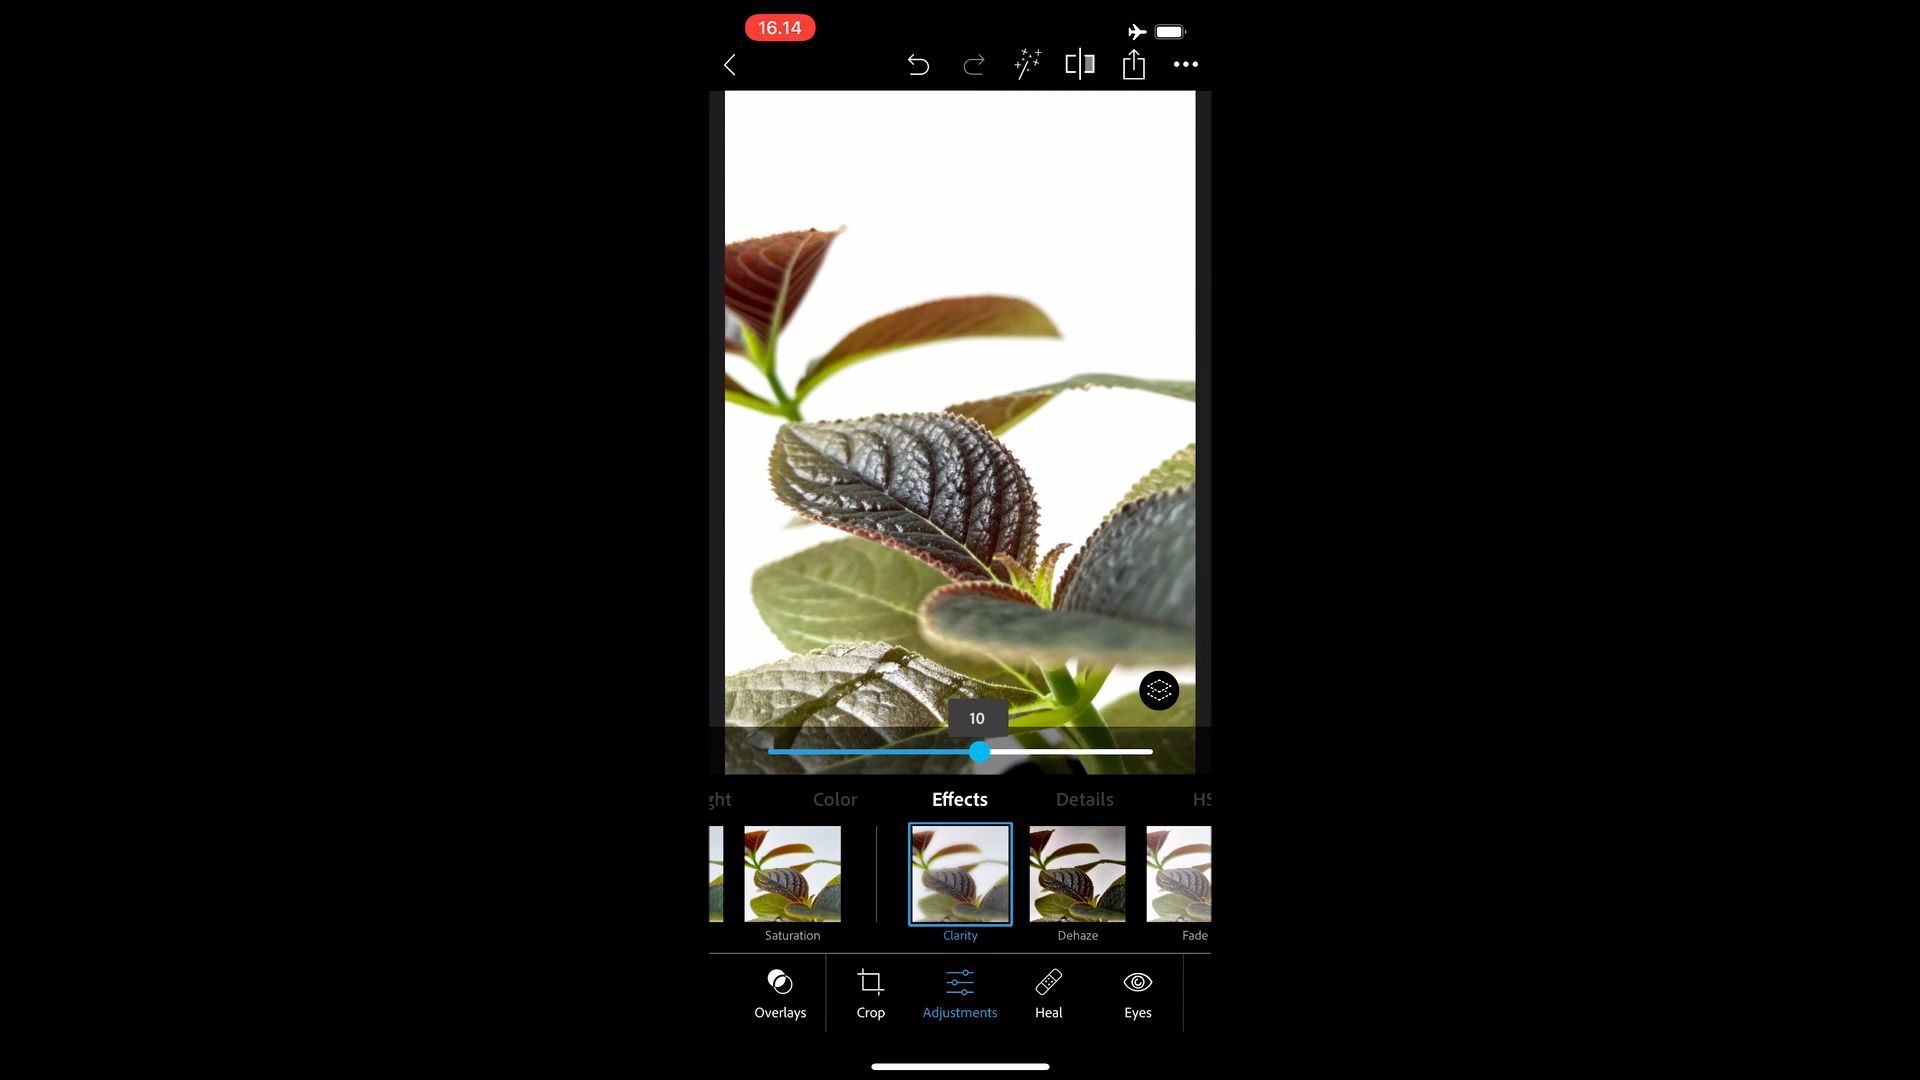 16.14
10
ght Color Effects Details HS
Saturation Clarity Dehaze Fade
Overlays Crop Adjustments Heal Eyes